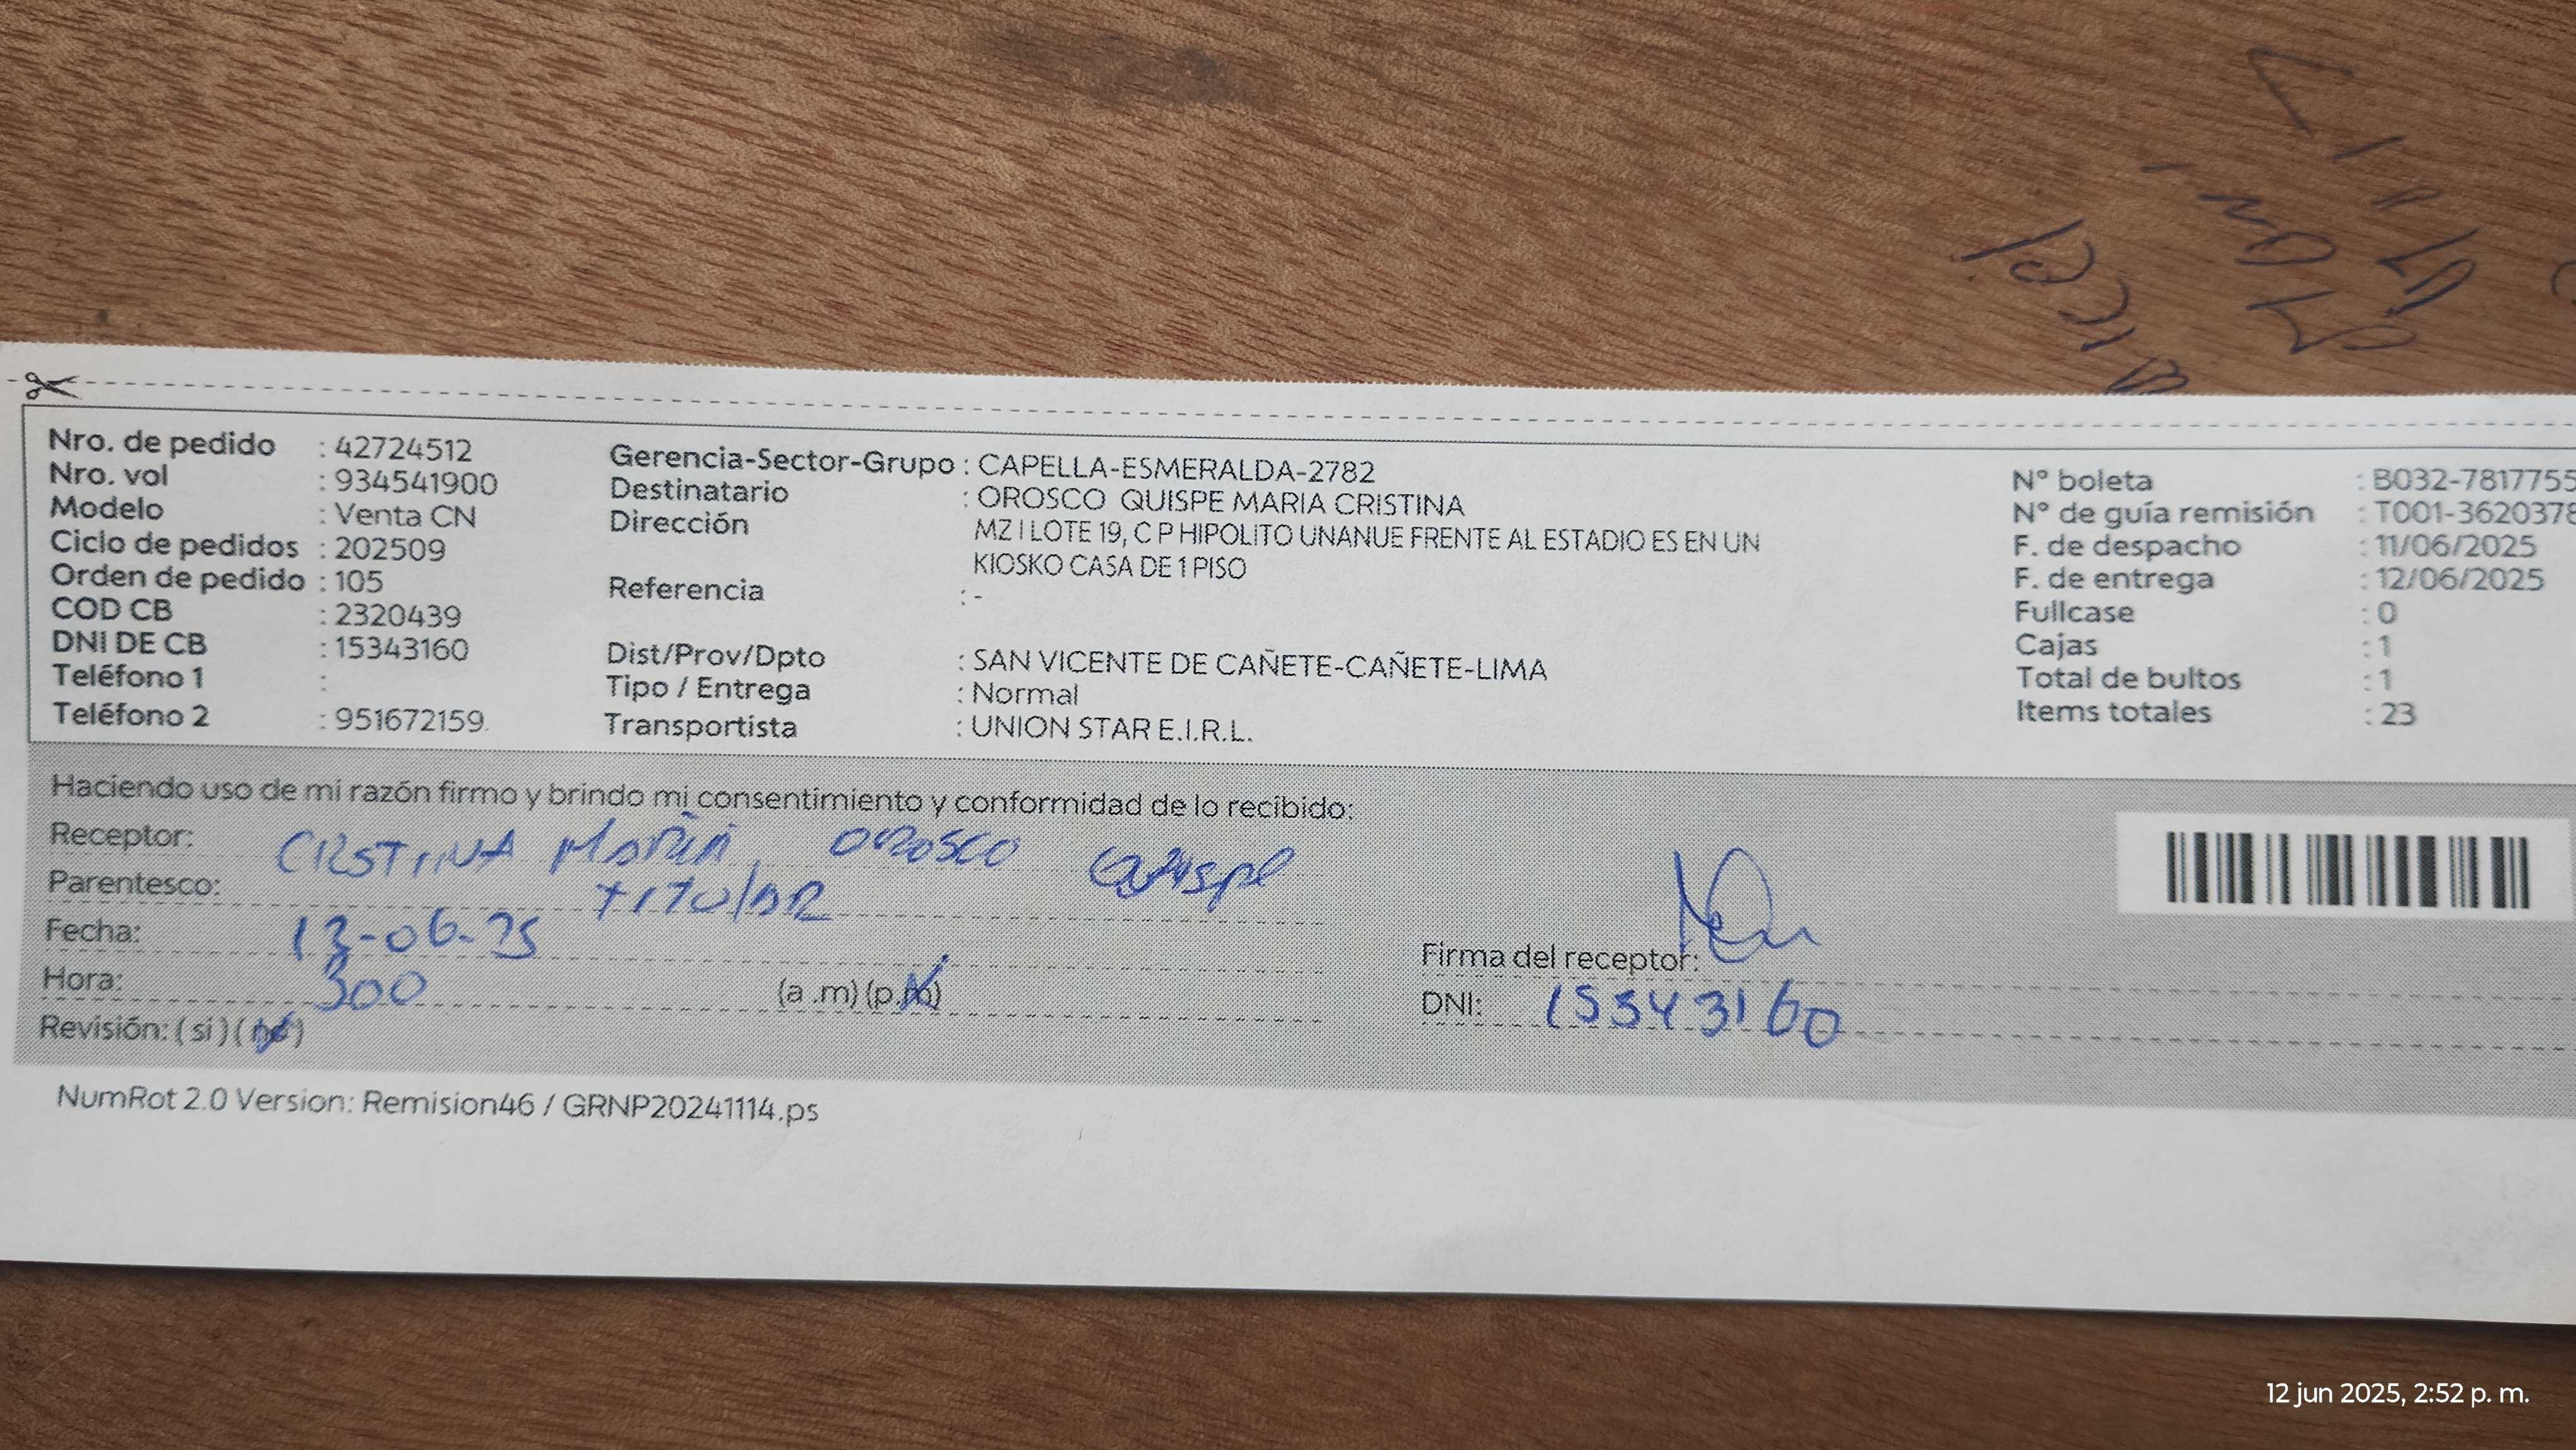 Nro. de pedido : 42724512
Nro. vol : 934541900
Modelo : Venta CN
Ciclo de pedidos : 202509
Orden de pedido : 105
COD CB : 2320439
DNI DE CB : 15343160
Teléfono 1 :
Teléfono 2 : 951672159
Gerencia-Sector-Grupo : CAPELLA-ESMERALDA-2782
Destinatario : OROSCO QUISPE MARIA CRISTINA
Dirección
MZ I LOTE 19, C P HIPOLITO UNANUE FRENTE AL ESTADIO ES EN UN
KIOSKO CASA DE 1 PISO
Referencia : -
Dist/Prov/Dpto : SAN VICENTE DE CAÑETE-CAÑETE-LIMA
Tipo / Entrega : Normal
Transportista : UNION STAR E.I.R.L.
N° boleta : B032-7817755
N° de guía remisión : T001-3620378
F. de despacho : 11/06/2025
F. de entrega : 12/06/2025
Fullcase : 0
Cajas : 1
Total de bultos : 1
Items totales : 23
Haciendo uso de mi razón firmo y brindo mi consentimiento y conformidad de lo recibido:
Receptor: CRSTINA MARIA OROSCO Quispe
Parentesco: TITULAR
Fecha: 12-06-25
Hora: 300 (a .m) (p.m)
Revisión: ( si ) ( no )
Firma del receptor:
DNI: 15343160
NumRot 2.0 Version: Remision46 / GRNP20241114.ps
12 jun 2025, 2:52 p. m.